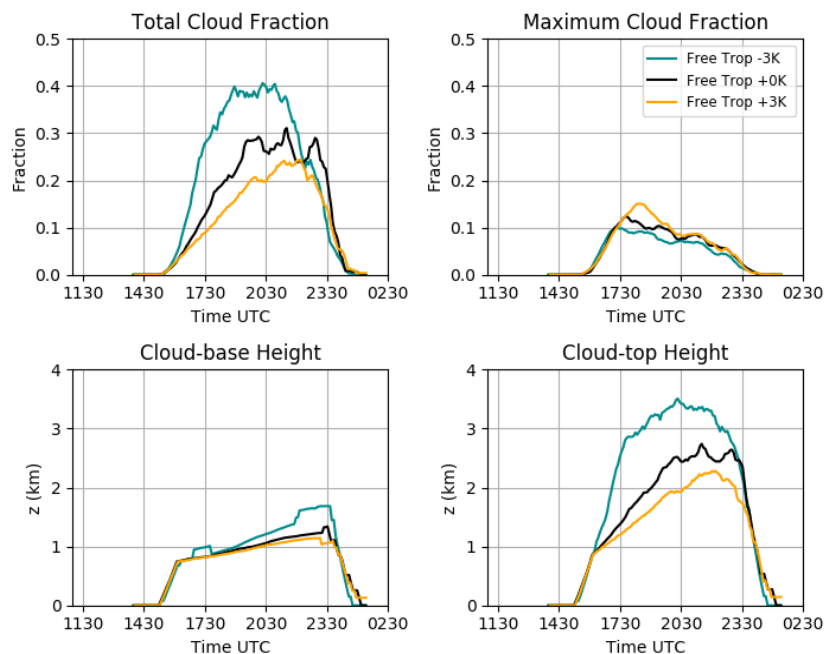 Total Cloud Fraction
0.5
0.4
0.3
0.2
0.1
0.0
Fraction
1130 1430 1730 2030 2330 0230
Time UTC
Maximum Cloud Fraction
0.5
0.4
0.3
0.2
0.1
0.0
Fraction
Free Trop -3K
Free Trop +0K
Free Trop +3K
1130 1430 1730 2030 2330 0230
Time UTC
Cloud-base Height
4
3
2
1
0
z (km)
1130 1430 1730 2030 2330 0230
Time UTC
Cloud-top Height
4
3
2
1
0
z (km)
1130 1430 1730 2030 2330 0230
Time UTC